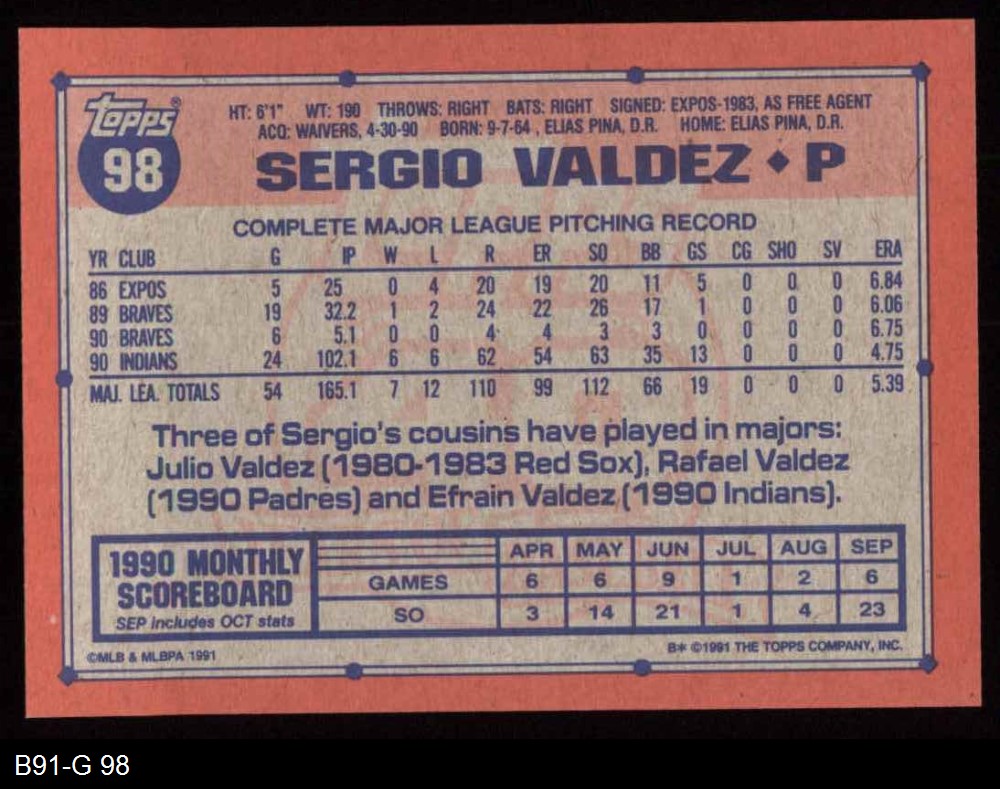 Topps®
98
HT: 6'1" WT: 190 THROWS: RIGHT BATS: RIGHT SIGNED: EXPOS-1983, AS FREE AGENT
ACQ: WAIVERS, 4-30-90 BORN: 9-7-64 , ELIAS PINA, D.R. HOME: ELIAS PINA, D.R.
SERGIO VALDEZ ♦ P
COMPLETE MAJOR LEAGUE PITCHING RECORD
YR CLUB G IP W L R ER SO BB GS CG SHO SV ERA
86 EXPOS 5 25 0 4 20 19 20 11 5 0 0 0 6.84
89 BRAVES 19 32.2 1 2 24 22 26 17 1 0 0 0 6.06
90 BRAVES 6 5.1 0 0 4 4 3 3 0 0 0 0 6.75
90 INDIANS 24 102.1 6 6 62 54 63 35 13 0 0 0 4.75
MAJ. LEA. TOTALS 54 165.1 7 12 110 99 112 66 19 0 0 0 5.39
Three of Sergio's cousins have played in majors:
Julio Valdez (1980-1983 Red Sox), Rafael Valdez
(1990 Padres) and Efrain Valdez (1990 Indians).
1990 MONTHLY
SCOREBOARD
SEP includes OCT stats
APR MAY JUN JUL AUG SEP
GAMES 6 6 9 1 2 6
SO 3 14 21 1 4 23
©MLB & MLBPA 1991
B* ©1991 THE TOPPS COMPANY, INC.
B91-G 98